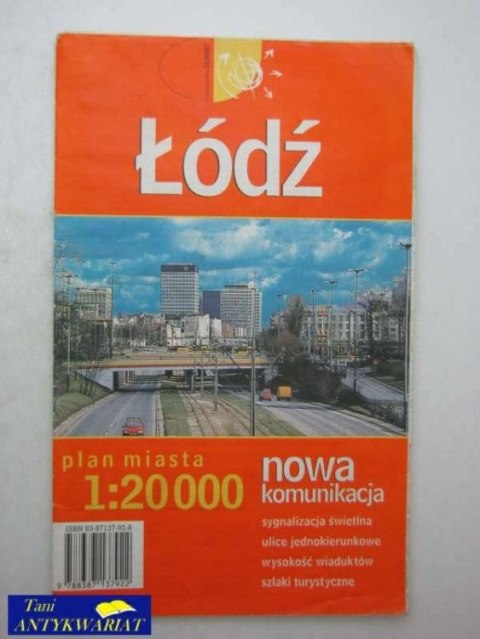 Łódź
plan miasta
1:20 000
nowa
komunikacja
sygnalizacja świetlna
ulice jednokierunkowe
wysokość wiaduktów
szlaki turystyczne
Tani
ANTYKWARIAT